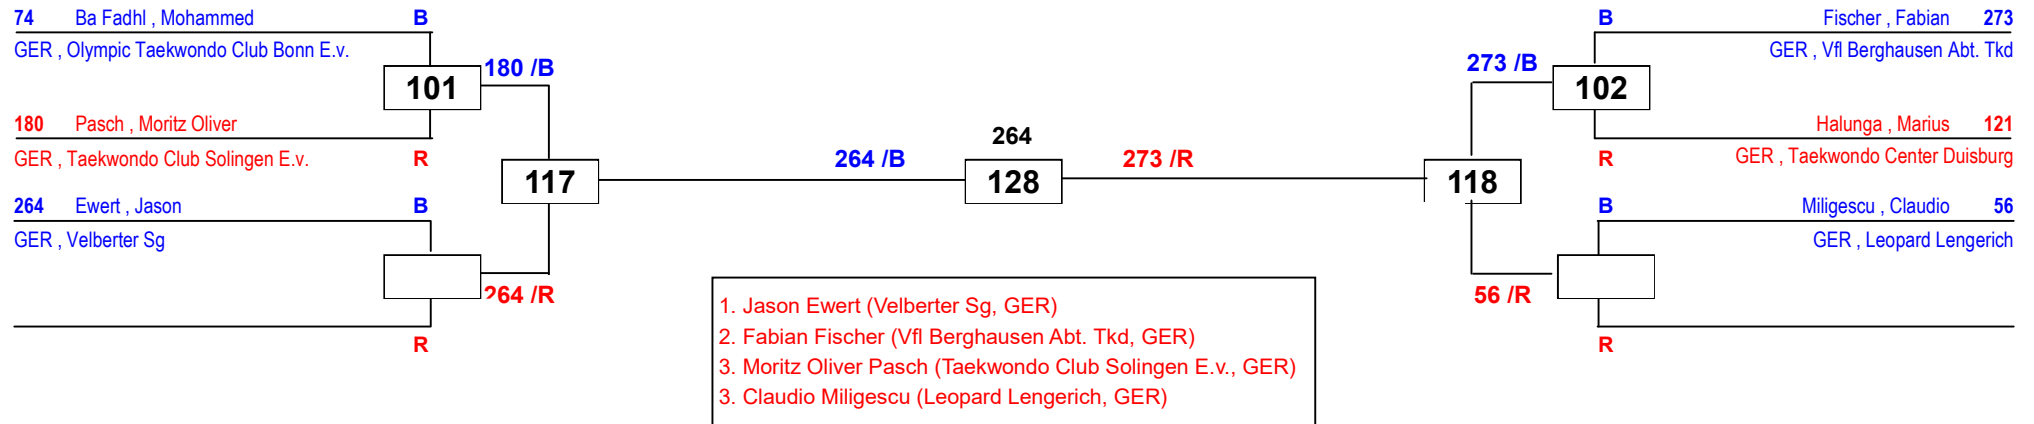 74 Ba Fadhl , Mohammed B
GER , Olympic Taekwondo Club Bonn E.v.
101
180 /B
180 Pasch , Moritz Oliver
GER , Taekwondo Club Solingen E.v. R
117
264 Ewert , Jason B
GER , Velberter Sg
264 /R
R
264 /B
264
128
273 /R
B Fischer , Fabian 273
GER , Vfl Berghausen Abt. Tkd
273 /B
102
Halunga , Marius 121
R GER , Taekwondo Center Duisburg
118
B Miligescu , Claudio 56
GER , Leopard Lengerich
56 /R
R
1. Jason Ewert (Velberter Sg, GER)
2. Fabian Fischer (Vfl Berghausen Abt. Tkd, GER)
3. Moritz Oliver Pasch (Taekwondo Club Solingen E.v., GER)
3. Claudio Miligescu (Leopard Lengerich, GER)